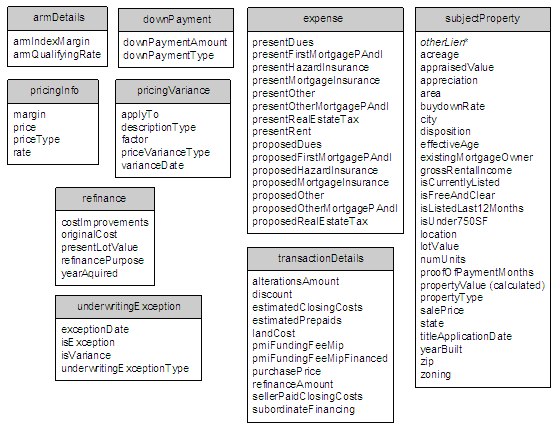 armDetails
armIndexMargin
armQualifyingRate
downPayment
downPaymentAmount
downPaymentType
expense
presentDues
presentFirstMortgagePAndI
presentHazardInsurance
presentMortgageInsurance
presentOther
presentOtherMortgagePAndI
presentRealEstateTax
presentRent
proposedDues
proposedFirstMortgagePAndI
proposedHazardInsurance
proposedMortgageInsurance
proposedOther
proposedOtherMortgagePAndI
proposedRealEstateTax
subjectProperty
otherLien*
acreage
appraisedValue
appreciation
area
buydownRate
city
disposition
effectiveAge
existingMortgageOwner
grossRentalIncome
isCurrentlyListed
isFreeAndClear
isListedLast12Months
isUnder750SF
location
lotValue
numUnits
proofOfPaymentMonths
propertyValue (calculated)
propertyType
salePrice
state
titleApplicationDate
yearBuilt
zip
zoning
pricingInfo
margin
price
priceType
rate
pricingVariance
applyTo
descriptionType
factor
priceVarianceType
varianceDate
refinance
costImprovements
originalCost
presentLotValue
refinancePurpose
yearAquired
transactionDetails
alterationsAmount
discount
estimatedClosingCosts
estimatedPrepaids
landCost
pmiFundingFeeMip
pmiFundingFeeMipFinanced
purchasePrice
refinanceAmount
sellerPaidClosingCosts
subordinateFinancing
underwritingException
exceptionDate
isException
isVariance
underwritingExceptionType